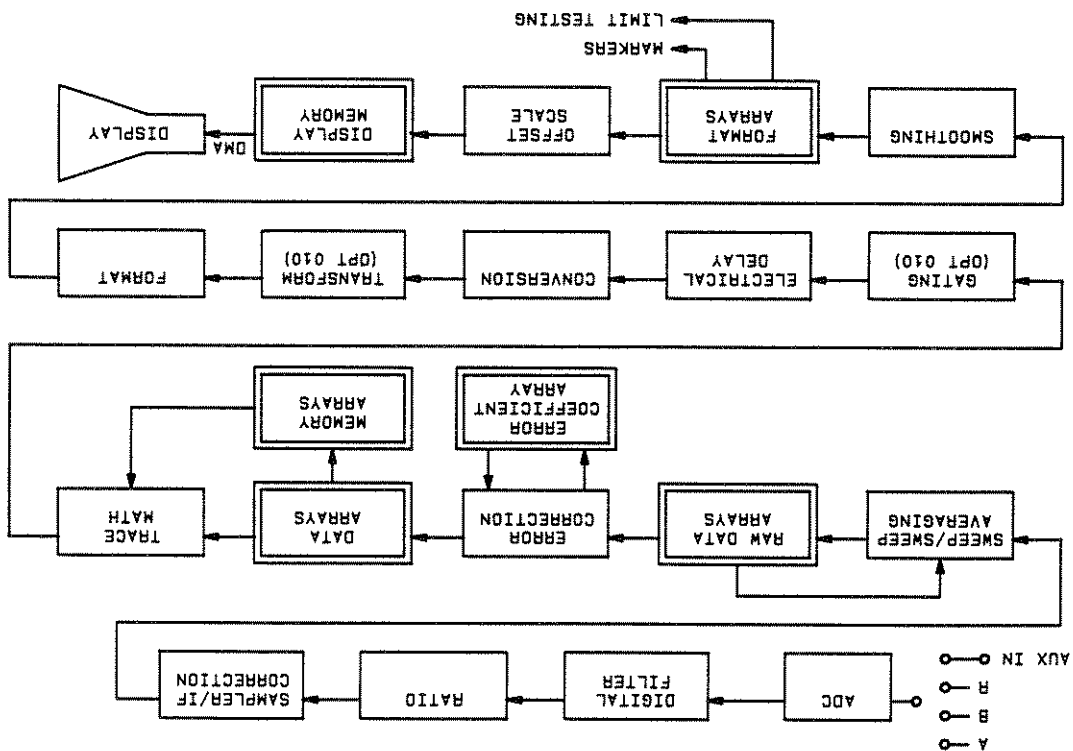 A
B
R
AUX IN
ADC
DIGITAL
FILTER
RATIO
SAMPLER/IF
CORRECTION
SWEEP/SWEEP
AVERAGING
RAW DATA
ARRAYS
ERROR
CORRECTION
DATA
ARRAYS
TRACE
MATH
ERROR
COEFFICIENT
ARRAY
MEMORY
ARRAYS
GATING
(OPT 010)
ELECTRICAL
DELAY
CONVERSION
TRANSFORM
(OPT 010)
FORMAT
SMOOTHING
FORMAT
ARRAYS
OFFSET
SCALE
DISPLAY
MEMORY
DMA
DISPLAY
MARKERS
LIMIT TESTING